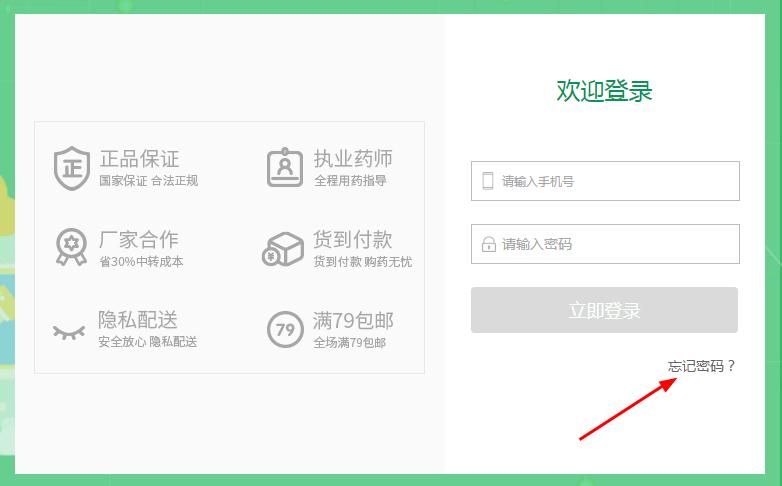 正品保证
国家保证 合法正规
执业药师
全程用药指导
厂家合作
省30%中转成本
货到付款
货到付款 购药无忧
隐私配送
安全放心 隐私配送
满79包邮
全场满79包邮
正
¥
79
欢迎登录
请输入手机号
请输入密码
立即登录
忘记密码？